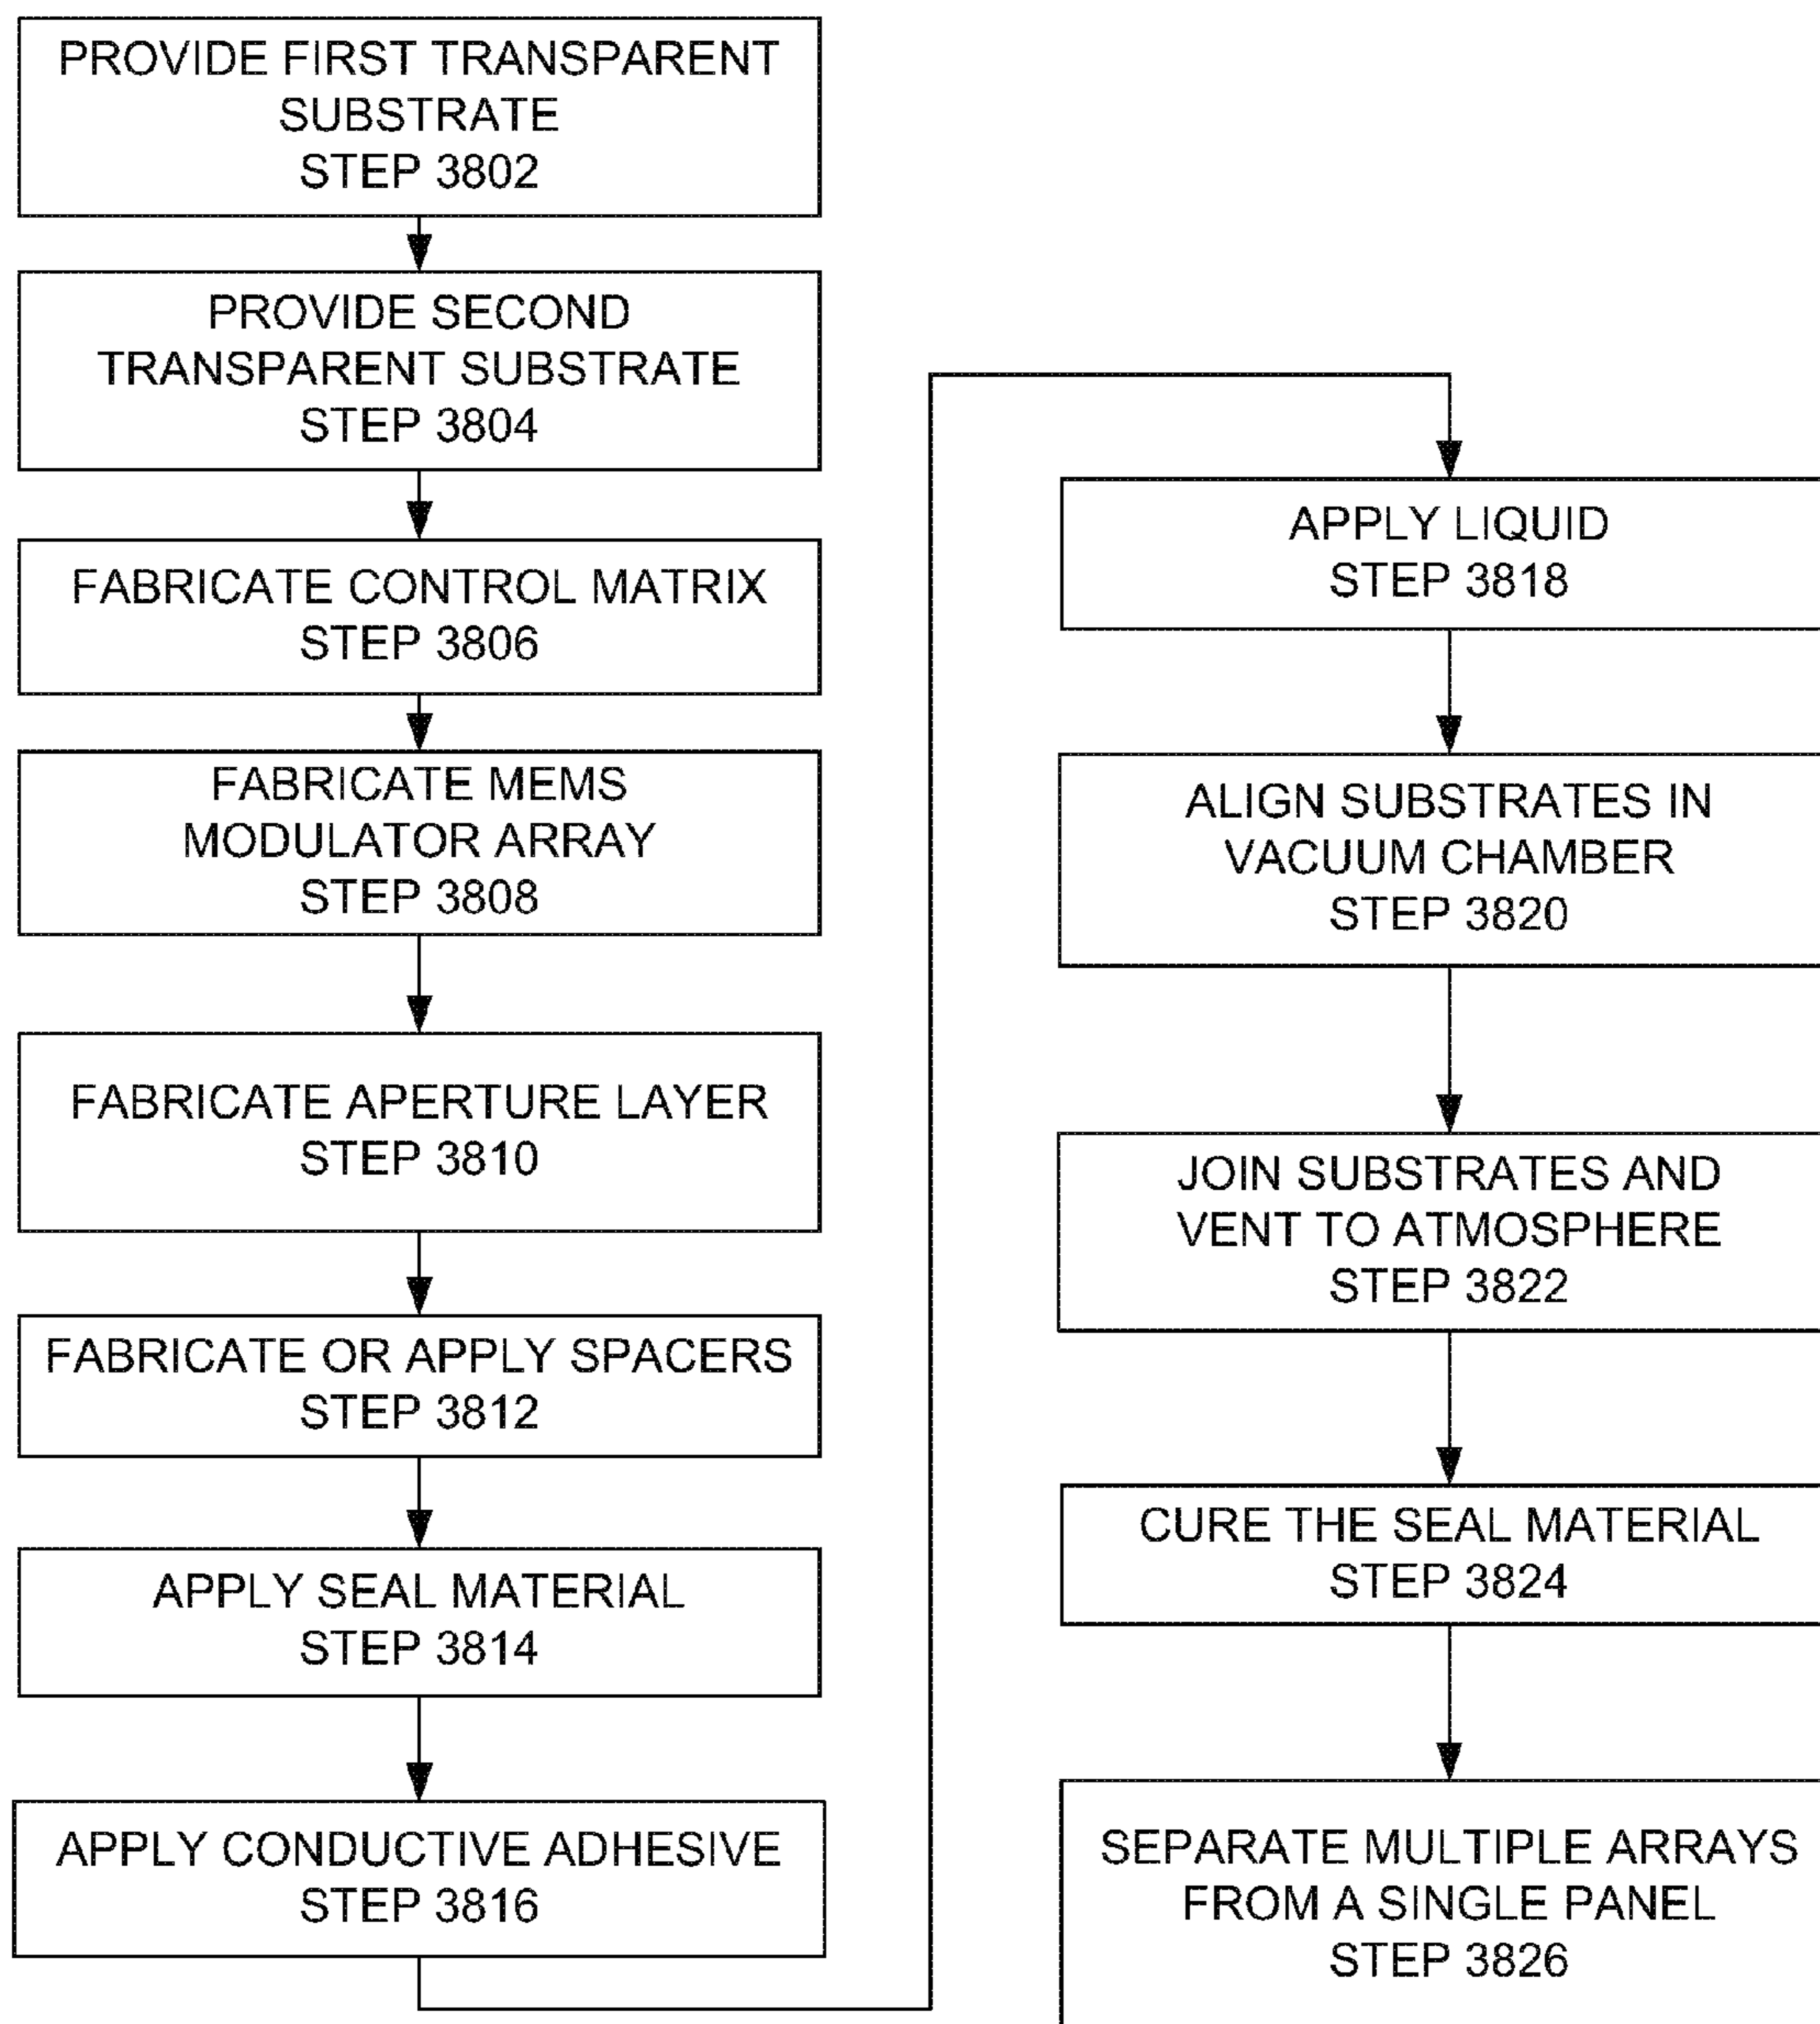 PROVIDE FIRST TRANSPARENT
SUBSTRATE
STEP 3802
PROVIDE SECOND
TRANSPARENT SUBSTRATE
STEP 3804
FABRICATE CONTROL MATRIX
STEP 3806
FABRICATE MEMS
MODULATOR ARRAY
STEP 3808
FABRICATE APERTURE LAYER
STEP 3810
FABRICATE OR APPLY SPACERS
STEP 3812
APPLY SEAL MATERIAL
STEP 3814
APPLY CONDUCTIVE ADHESIVE
STEP 3816
APPLY LIQUID
STEP 3818
ALIGN SUBSTRATES IN
VACUUM CHAMBER
STEP 3820
JOIN SUBSTRATES AND
VENT TO ATMOSPHERE
STEP 3822
CURE THE SEAL MATERIAL
STEP 3824
SEPARATE MULTIPLE ARRAYS
FROM A SINGLE PANEL
STEP 3826